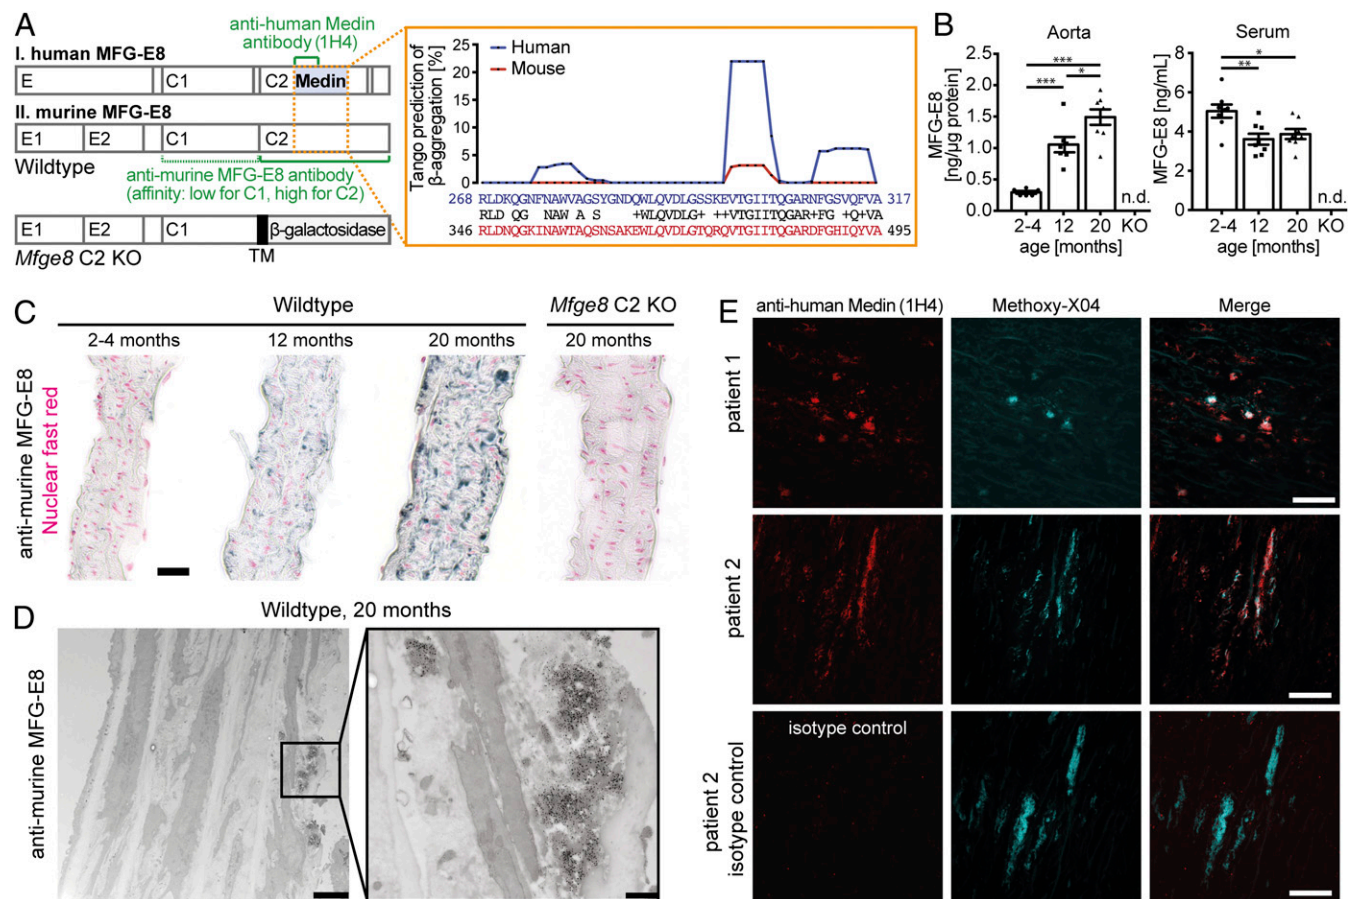 A
anti-human Medin
antibody (1H4)
I. human MFG-E8
E C1 C2 Medin
II. murine MFG-E8
E1 E2 C1 C2
Wildtype
anti-murine MFG-E8 antibody
(affinity: low for C1, high for C2)
E1 E2 C1 β-galactosidase
Mfge8 C2 KO TM
Tango prediction of
β-aggregation [%]
25
20
15
10
5
0
Human
Mouse
268 RLDKQGNFNAWVAGSYGNDQWLQVDLGSSKEVTGIITQGARNFGSVQFVA 317
RLD QG NAW A S +WLQVDLG+ ++VTGIITQGAR+FG +Q+VA
346 RLDNQGKINAWTAQSNSAKEWLQVDLGTQRQVTGIITQGARDFGHIQYVA 495
B
Aorta
MFG-E8
[ng/µg protein]
2.5
2.0
1.5
1.0
0.5
0.0
***
*** *
n.d.
2-4 12 20 KO
age [months]
Serum
MFG-E8 [ng/mL]
8
6
4
2
0
*
**
n.d.
2-4 12 20 KO
age [months]
C
Wildtype
Mfge8 C2 KO
2-4 months 12 months 20 months 20 months
anti-murine MFG-E8
Nuclear fast red
D
Wildtype, 20 months
anti-murine MFG-E8
E
anti-human Medin (1H4) Methoxy-X04 Merge
patient 1
patient 2
patient 2
isotype control
isotype control